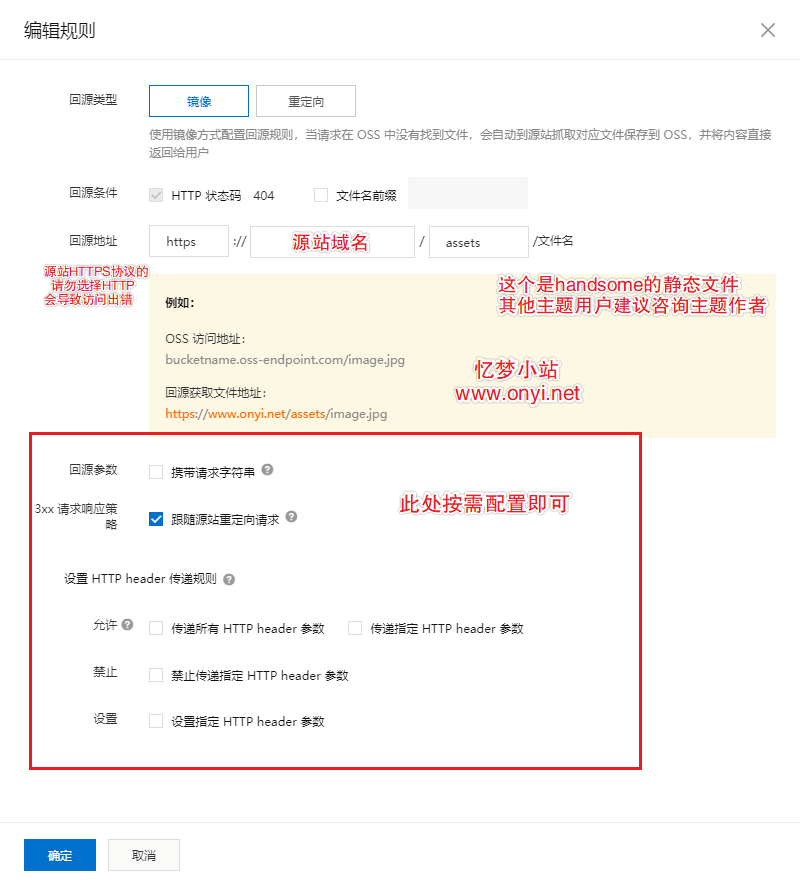 编辑规则
回源类型
镜像
重定向
使用镜像方式配置回源规则，当请求在 OSS 中没有找到文件，会自动到源站抓取对应文件保存到 OSS，并将内容直接
返回给用户
回源条件
HTTP 状态码 404
文件名前缀
回源地址
https
://
源站域名
/
assets
/文件名
源站HTTPS协议的
请勿选择HTTP
会导致访问出错
这个是handsome的静态文件
其他主题用户建议咨询主题作者
例如：
OSS 访问地址：
bucketname.oss-endpoint.com/image.jpg
忆梦小站
www.onyi.net
回源获取文件地址：
https://www.onyi.net/assets/image.jpg
回源参数
携带请求字符串
此处按需配置即可
3xx 请求响应策
略
跟随源站重定向请求
设置 HTTP header 传递规则
允许
传递所有 HTTP header 参数
传递指定 HTTP header 参数
禁止
禁止传递指定 HTTP header 参数
设置
设置指定 HTTP header 参数
确定
取消